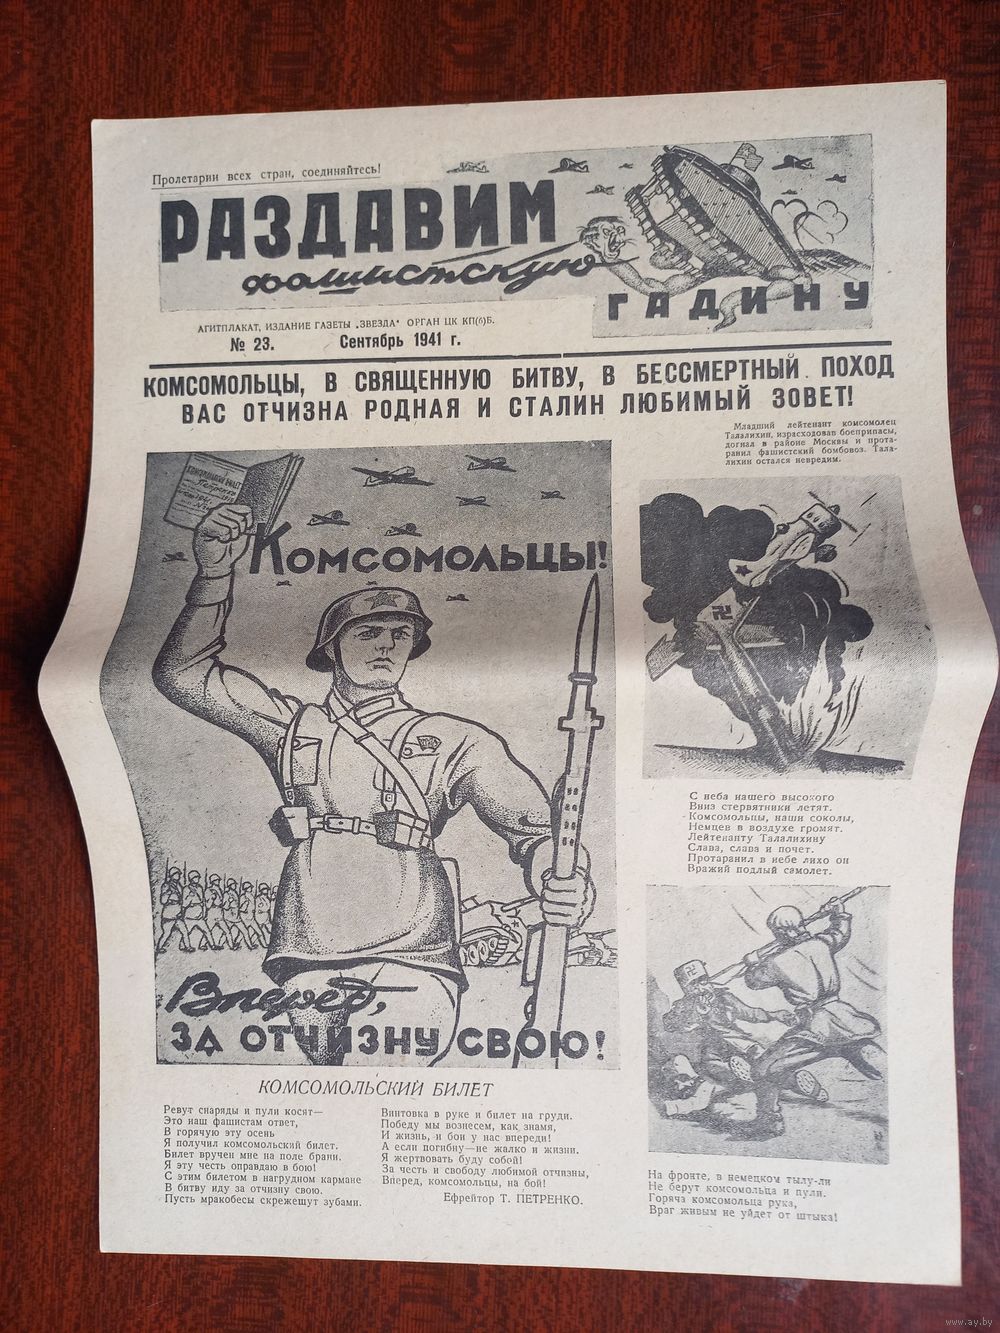 Пролетарии всех стран, соединяйтесь!
РАЗДАВИМ
фашистскую
ГАДИНУ
АГИТПЛАКАТ, ИЗДАНИЕ ГАЗЕТЫ „ЗВЕЗДА" ОРГАН ЦК КП(б)Б.
№ 23. Сентябрь 1941 г.
КОМСОМОЛЬЦЫ, В СВЯЩЕННУЮ БИТВУ, В БЕССМЕРТНЫЙ ПОХОД
ВАС ОТЧИЗНА РОДНАЯ И СТАЛИН ЛЮБИМЫЙ ЗОВЕТ!
Младший лейтенант комсомолец
Талалихин, израсходовав боеприпасы,
догнал в районе Москвы и прота-
ранил фашистский бомбовоз. Тала-
лихин остался невредим.
Комсомольцы!
Вперед,
ЗА ОТЧИЗНУ СВОЮ!
С неба нашего высокого
Вниз стервятники летят.
Комсомольцы, наши соколы,
Немцев в воздухе громят.
Лейтенанту Талалихину
Слава, слава и почет.
Протаранил в небе лихо он
Вражий подлый самолет.
КОМСОМОЛЬСКИЙ БИЛЕТ
Ревут снаряды и пули косят—
Это наш фашистам ответ,
В горячую эту осень
Я получил комсомольский билет.
Билет вручен мне на поле брани.
Я эту честь оправдаю в бою!
С этим билетом в нагрудном кармане
В битву иду за отчизну свою.
Пусть мракобесы скрежещут зубами.
Винтовка в руке и билет на груди.
Победу мы вознесем, как знамя,
И жизнь, и бои у нас впереди!
А если погибну—не жалко и жизни.
Я жертвовать буду собой!
За честь и свободу любимой отчизны,
Вперед, комсомольцы, на бой!
Ефрейтор Т. ПЕТРЕНКО.
На фронте, в немецком тылу-ли
Не берут комсомольца и пули.
Горяча комсомольца рука,
Враг живым не уйдет от штыка!
www.ay.by